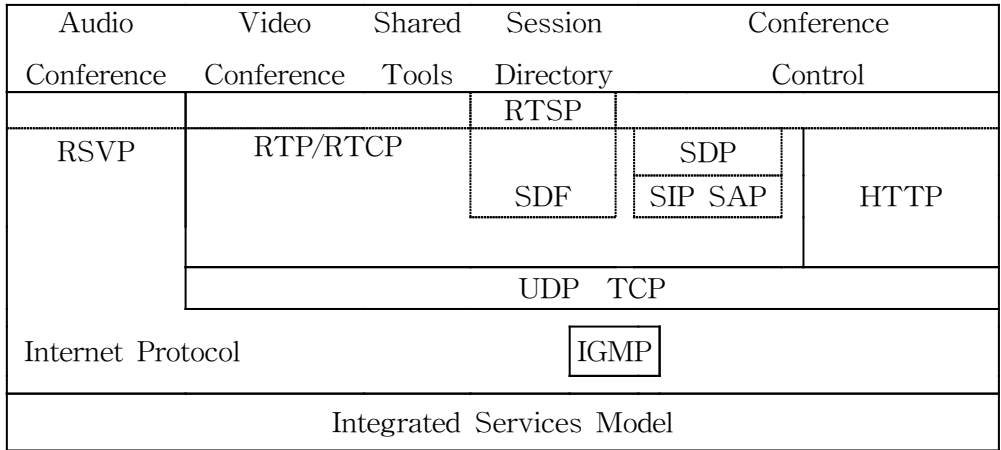 Audio Video Shared Session Conference
Conference Conference Tools Directory Control
RTSP
RSVP RTP/RTCP SDP
SDF SIP SAP HTTP
UDP TCP
Internet Protocol IGMP
Integrated Services Model